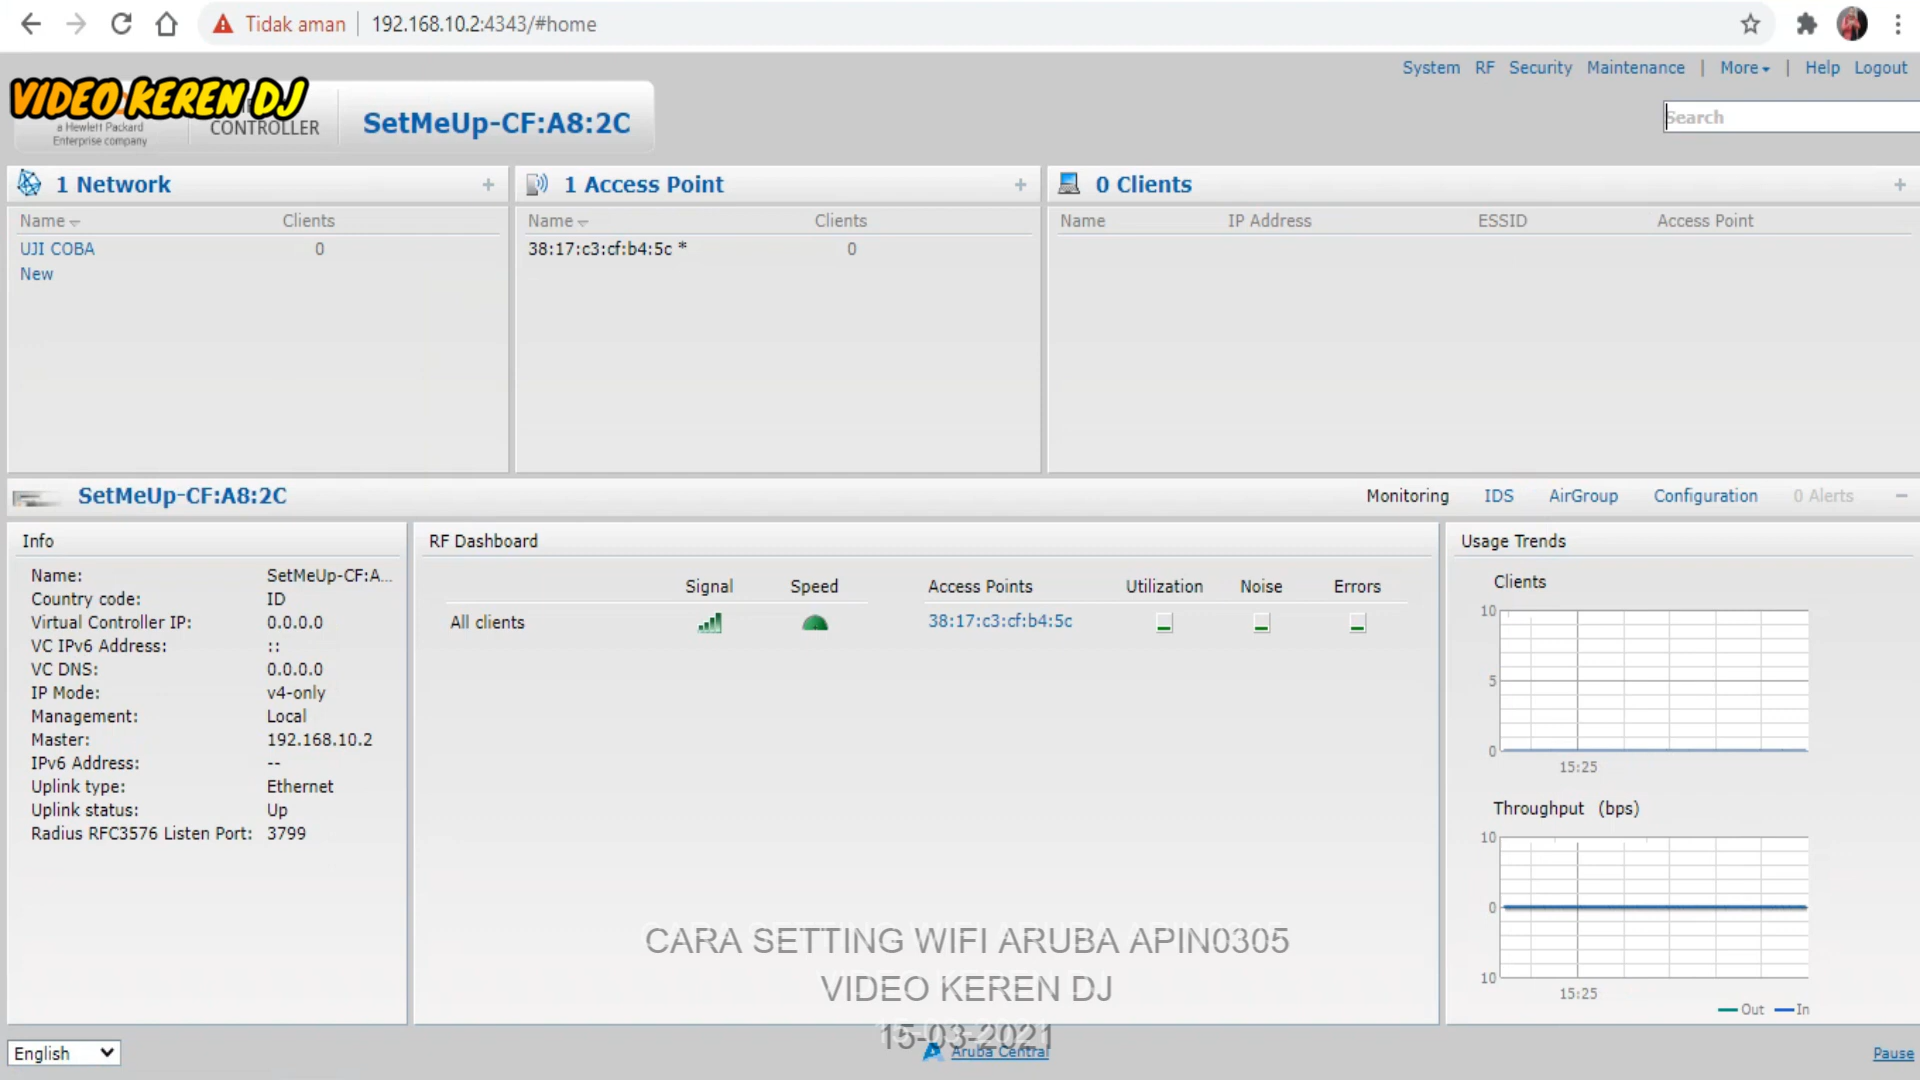 Tidak aman 192.168.10.2:4343/#home
System RF Security Maintenance | More | Help Logout
VIDEO KEREN DJ
a Hewlett Packard
Enterprise company
CONTROLLER
SetMeUp-CF:A8:2C
Search
1 Network
Name Clients
UJI COBA 0
New
1 Access Point
Name Clients
38:17:c3:cf:b4:5c * 0
0 Clients
Name IP Address ESSID Access Point
SetMeUp-CF:A8:2C
Monitoring IDS AirGroup Configuration 0 Alerts
Info
Name: SetMeUp-CF:A...
Country code: ID
Virtual Controller IP: 0.0.0.0
VC IPv6 Address: ::
VC DNS: 0.0.0.0
IP Mode: v4-only
Management: Local
Master: 192.168.10.2
IPv6 Address: --
Uplink type: Ethernet
Uplink status: Up
Radius RFC3576 Listen Port: 3799
RF Dashboard
Signal Speed
All clients
Access Points Utilization Noise Errors
38:17:c3:cf:b4:5c
Usage Trends
Clients
10
5
0
15:25
Throughput (bps)
10
0
10
15:25
Out In
CARA SETTING WIFI ARUBA APIN0305
VIDEO KEREN DJ
15-03-2021
English
Aruba Central
Pause